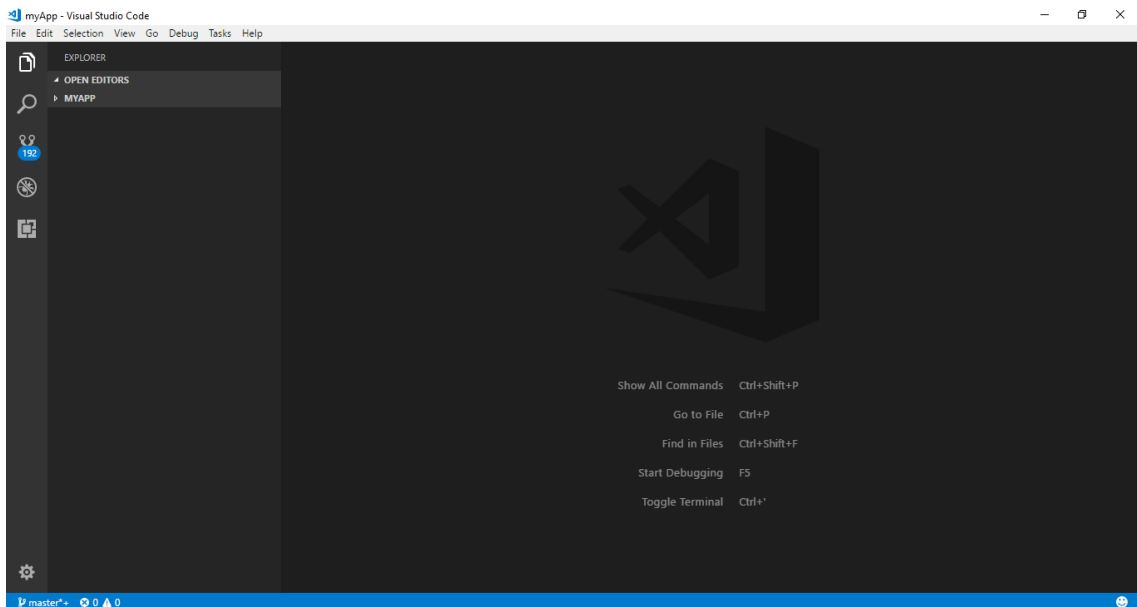 myApp - Visual Studio Code
File Edit Selection View Go Debug Tasks Help
EXPLORER
OPEN EDITORS
MYAPP
192
Show All Commands Ctrl+Shift+P
Go to File Ctrl+P
Find in Files Ctrl+Shift+F
Start Debugging F5
Toggle Terminal Ctrl+'
master*+ 0 0